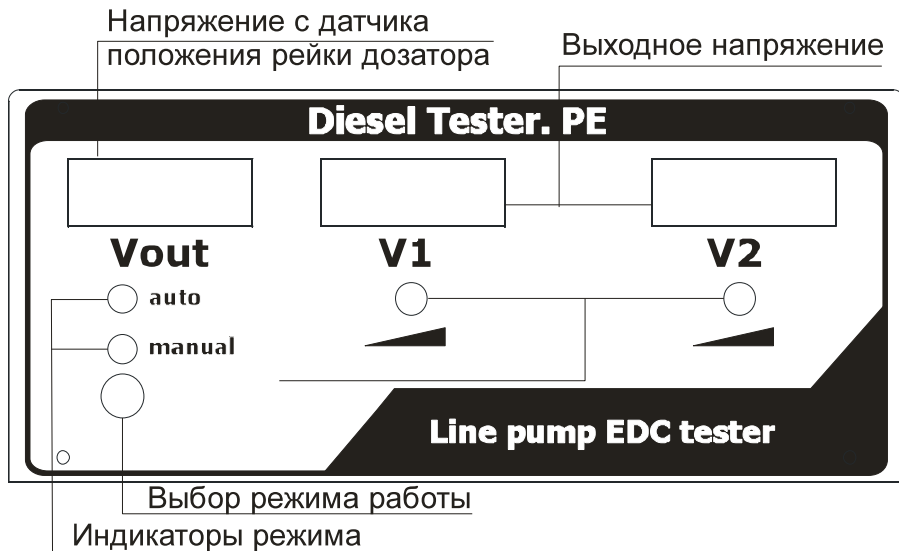 Напряжение с датчика
положения рейки дозатора
Выходное напряжение
Diesel Tester. PE
Vout
V1
V2
auto
manual
Line pump EDC tester
Выбор режима работы
Индикаторы режима